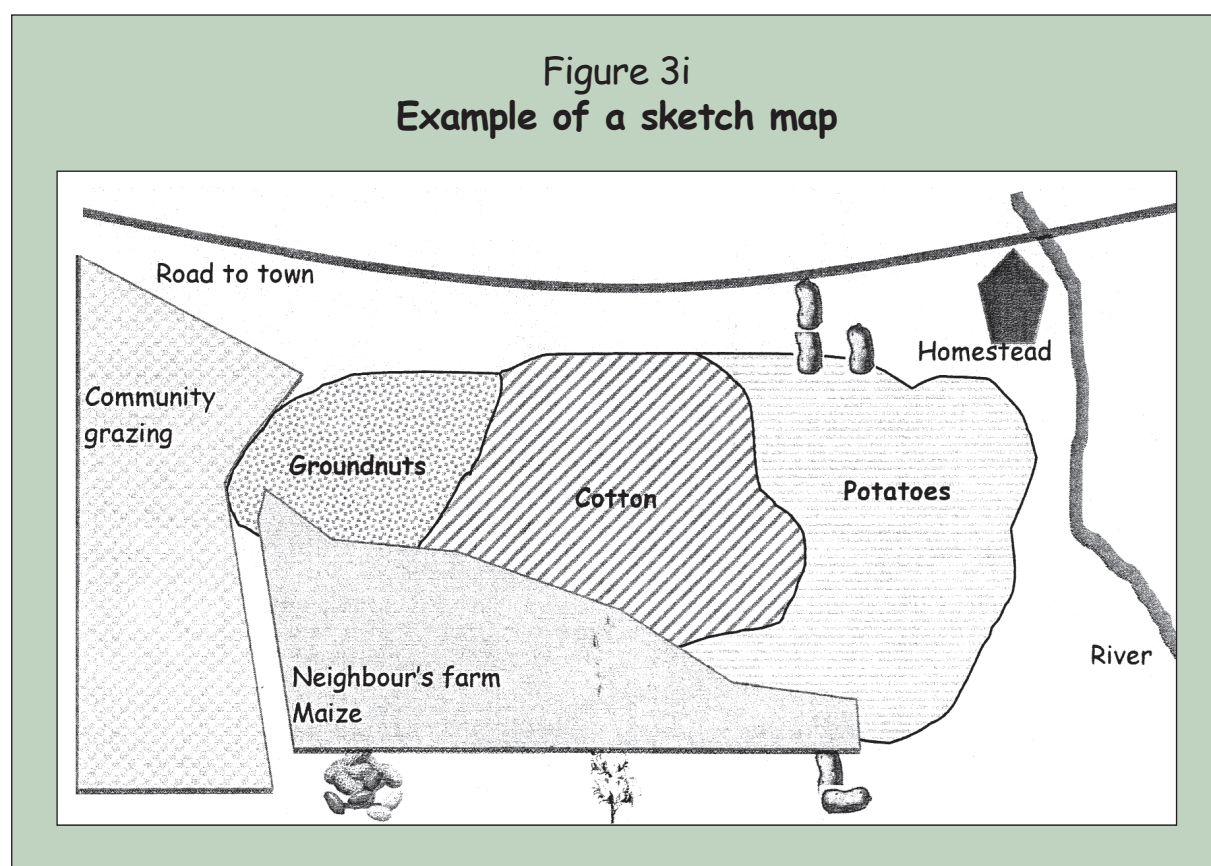 Figure 3i
Example of a sketch map
Road to town
Homestead
Community
grazing
Groundnuts
Cotton
Potatoes
River
Neighbour's farm
Maize